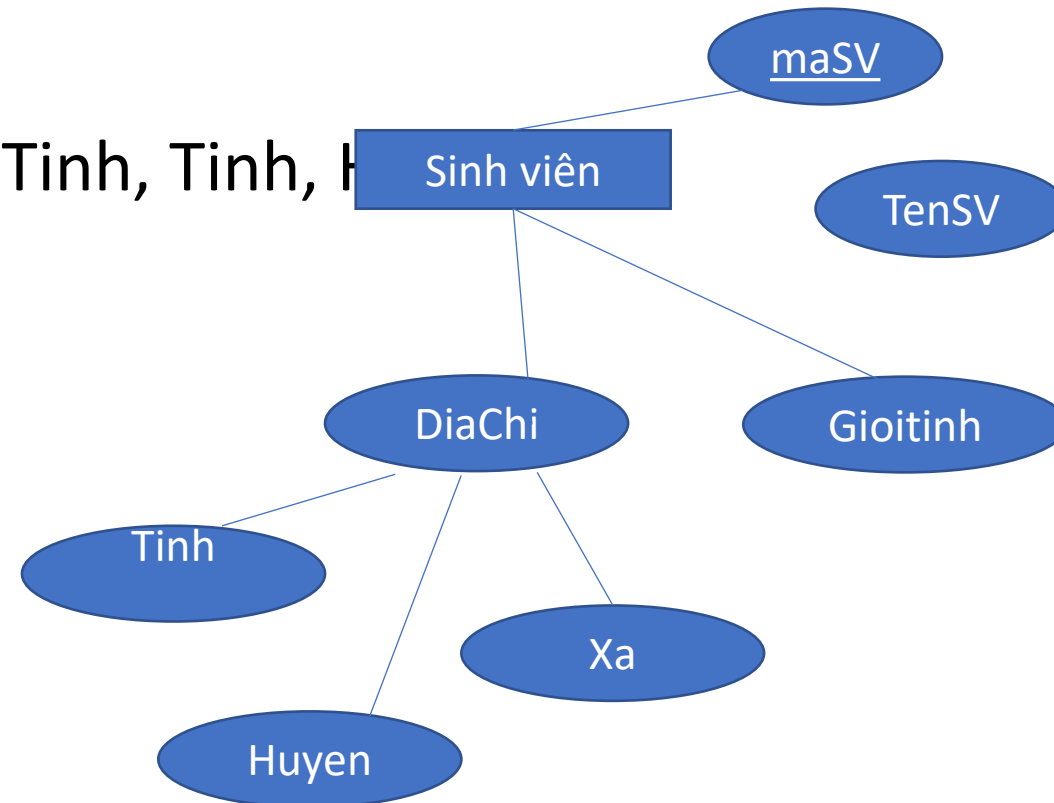 maSV
Tinh, Tinh,
Sinh viên
TenSV
DiaChi
Gioitinh
Tinh
Xa
Huyen